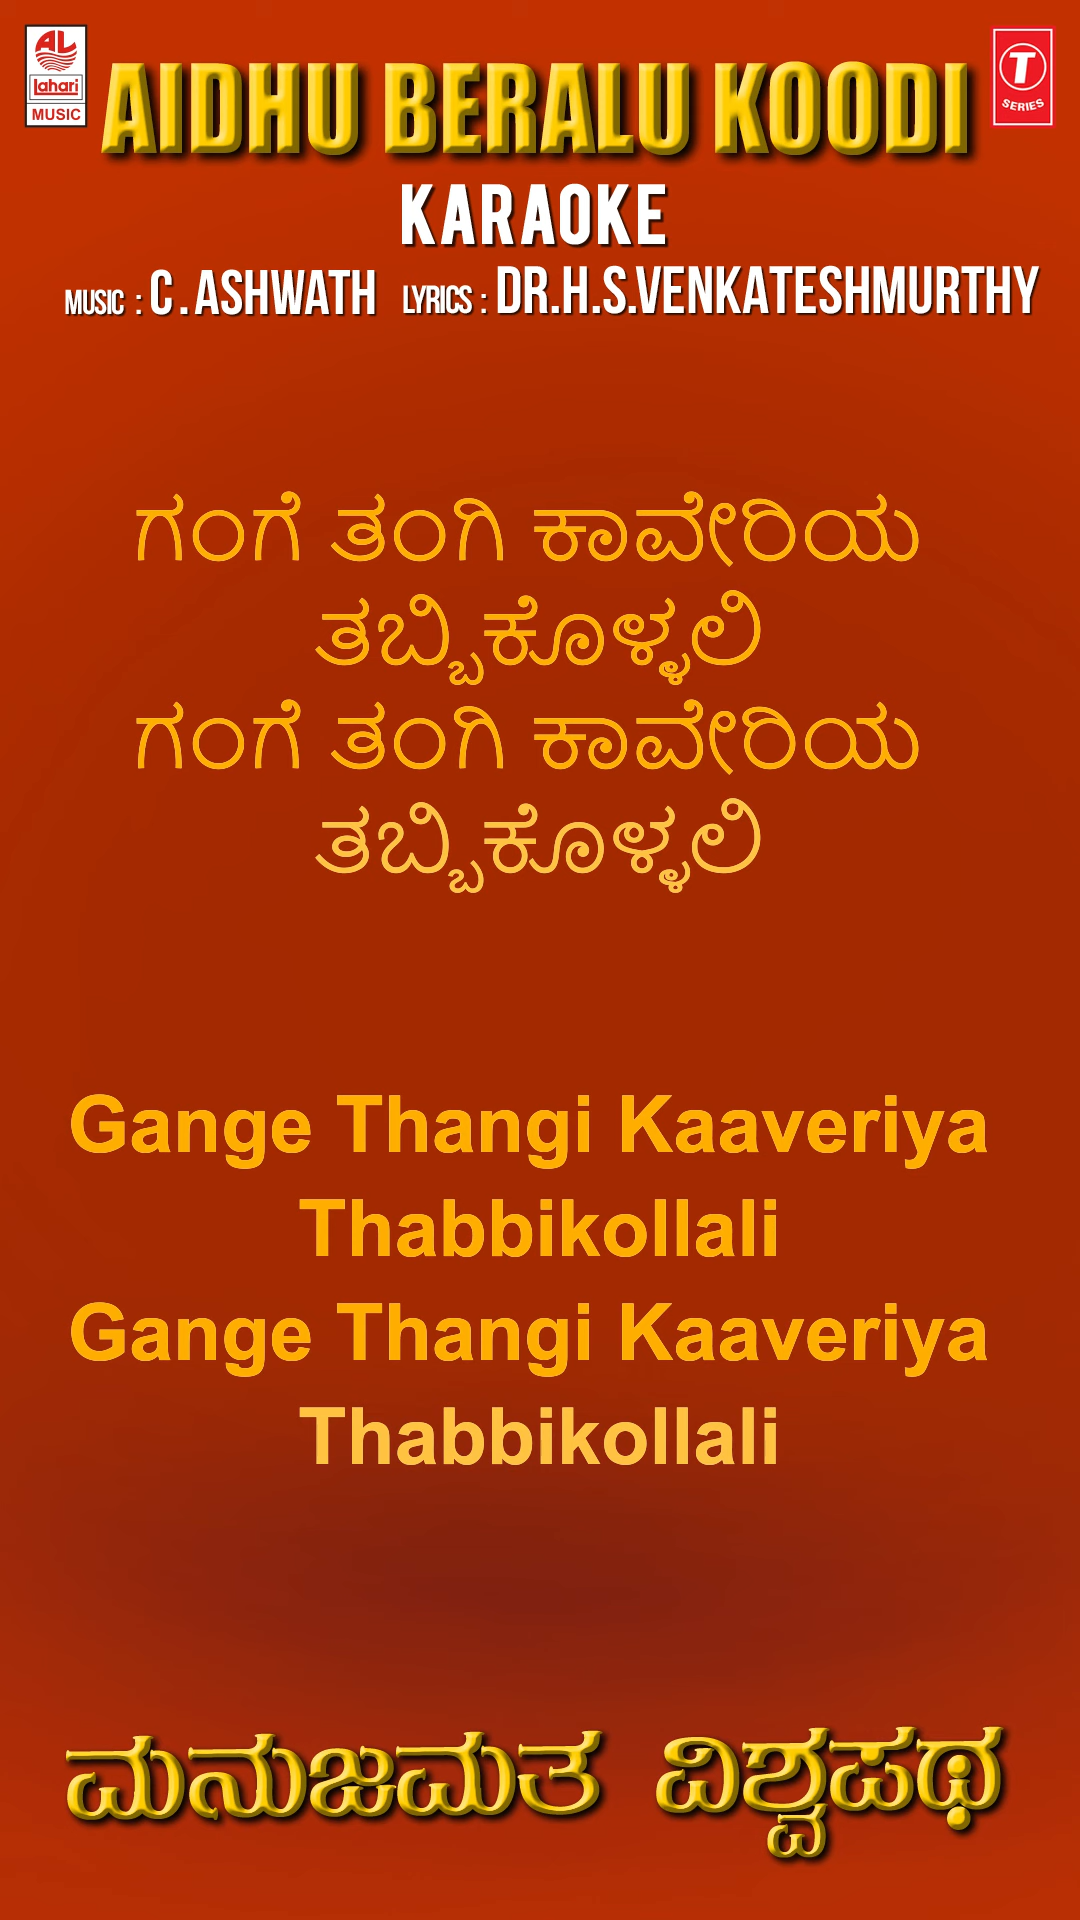 AL
lahari
MUSIC
T
SERIES
AIDHU BERALU KOODI
KARAOKE
MUSIC : C . ASHWATH LYRICS : DR.H.S.VENKATESHMURTHY
ಗಂಗೆ ತಂಗಿ ಕಾವೇರಿಯ
ತಬ್ಬಿಕೊಳ್ಳಲಿ
ಗಂಗೆ ತಂಗಿ ಕಾವೇರಿಯ
ತಬ್ಬಿಕೊಳ್ಳಲಿ
Gange Thangi Kaaveriya
Thabbikollali
Gange Thangi Kaaveriya
Thabbikollali
ಮನುಜಮತ ವಿಶ್ವಪಥ